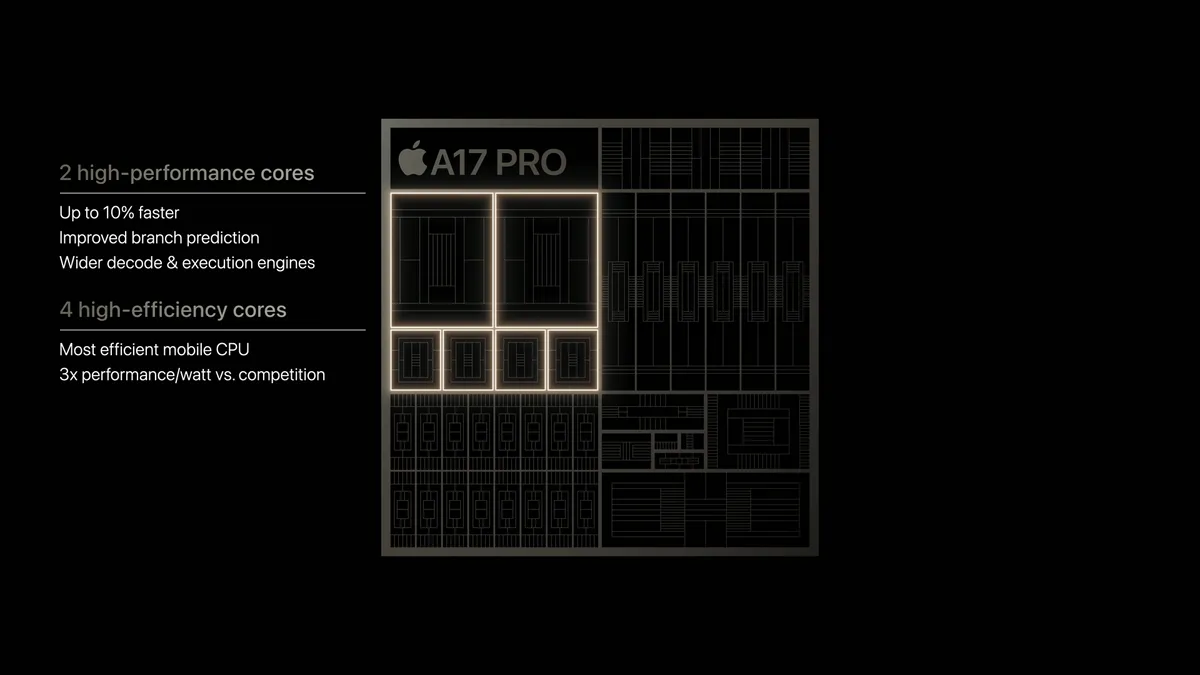 2 high-performance cores
Up to 10% faster
Improved branch prediction
Wider decode & execution engines
4 high-efficiency cores
Most efficient mobile CPU
3x performance/watt vs. competition
A17 PRO